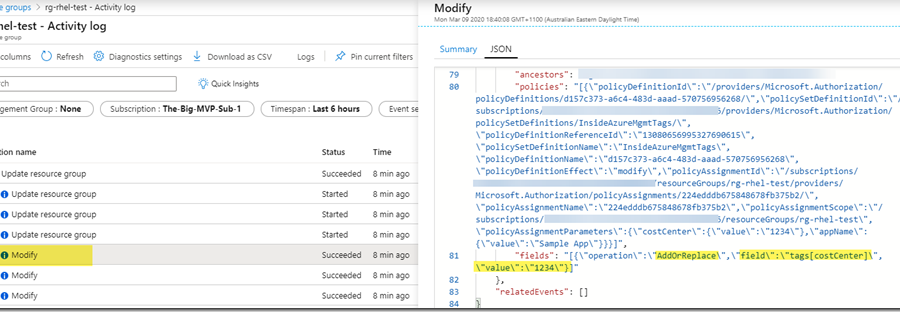 e groups > rg-rhel-test - Activity log
hel-test - Activity log
e group
columns Refresh Diagnostics settings Download as CSV Logs Pin current filters
rch
Quick Insights
gement Group : None Subscription : The-Big-MVP-Sub-1 Timespan : Last 6 hours Event se
tion name Status Time
Update resource group Succeeded 8 min ago
Update resource group Started 8 min ago
Update resource group Started 8 min ago
Update resource group Started 8 min ago
Modify Succeeded 8 min ago
Modify Succeeded 8 min ago
Modify Succeeded 8 min ago
Modify
Mon Mar 09 2020 18:40:08 GMT+1100 (Australian Eastern Daylight Time)
Summary JSON
79 "ancestors":
80 "policies": "[{\"policyDefinitionId\":\"/providers/Microsoft.Authorization/
policyDefinitions/d157c373-a6c4-483d-aaad-570756956268/\",\"policySetDefinitionId\":\"/
subscriptions/ 6/providers/Microsoft.Authorization/
policySetDefinitions/InsideAzureMgmtTags/\",
\"policyDefinitionReferenceId\":\"13080656995327690615\",
\"policySetDefinitionName\":\"InsideAzureMgmtTags\",
\"policyDefinitionName\":\"d157c373-a6c4-483d-aaad-570756956268\",
\"policyDefinitionEffect\":\"modify\",\"policyAssignmentId\":\"/subscriptions/
/resourceGroups/rg-rhel-test/providers/
Microsoft.Authorization/policyAssignments/224edddb675848678fb375b2/\",
\"policyAssignmentName\":\"224edddb675848678fb375b2\",\"policyAssignmentScope\":\"/
subscriptions/ 6/resourceGroups/rg-rhel-test\",
\"policyAssignmentParameters\":{\"costCenter\":{\"value\":\"1234\"},\"appName\":
{\"value\":\"Sample App\"}}}]",
81 "fields": "[{\"operation\":\"AddOrReplace\",\"field\":\"tags[costCenter]\",
\"value\":\"1234\"}]"
82 },
83 "relatedEvents": []
84 }